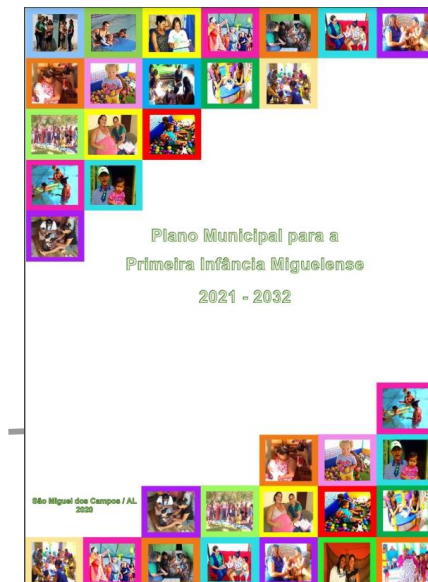 Plano Municipal para a
Primeira Infância Miguelense
2021 - 2032
São Miguel dos Campos / AL
2020